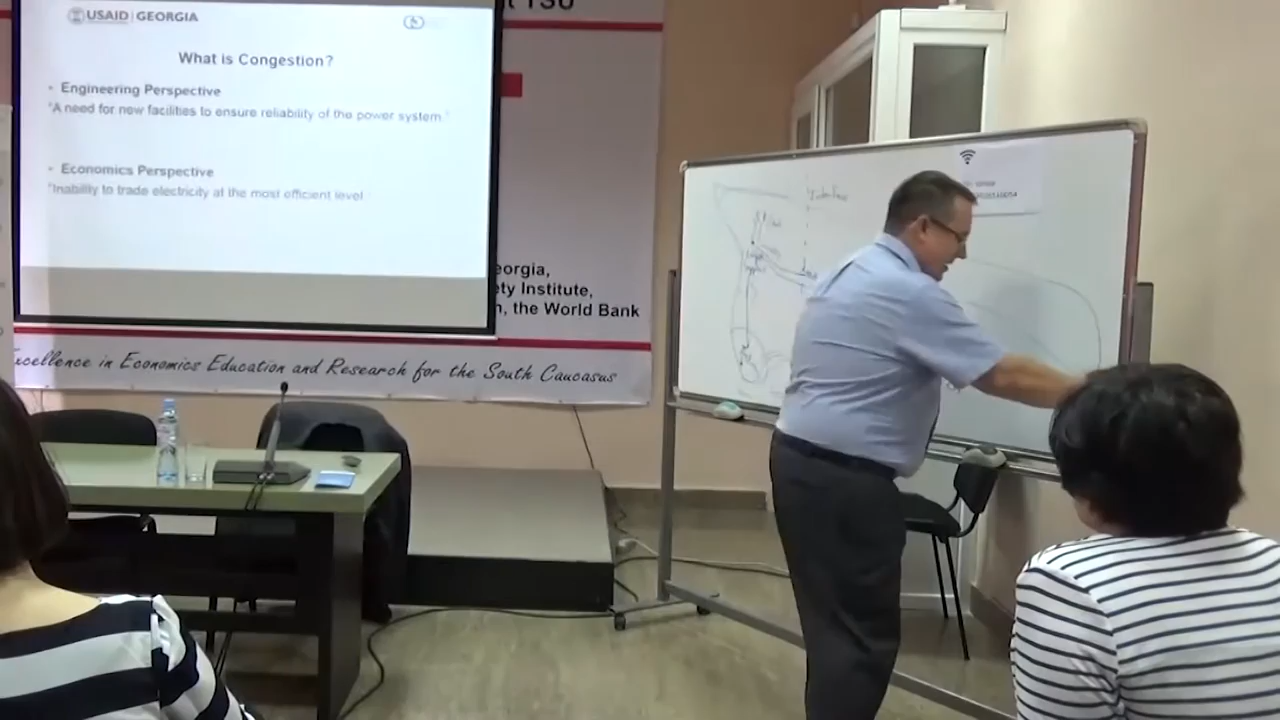 USAID | GEORGIA
What is Congestion?
• Engineering Perspective
"A need for new facilities to ensure reliability of the power system."
• Economics Perspective
"Inability to trade electricity at the most efficient level
TSU
eorgia,
ety Institute,
n, the World Bank
xcellence in Economics Education and Research for the South Caucasus